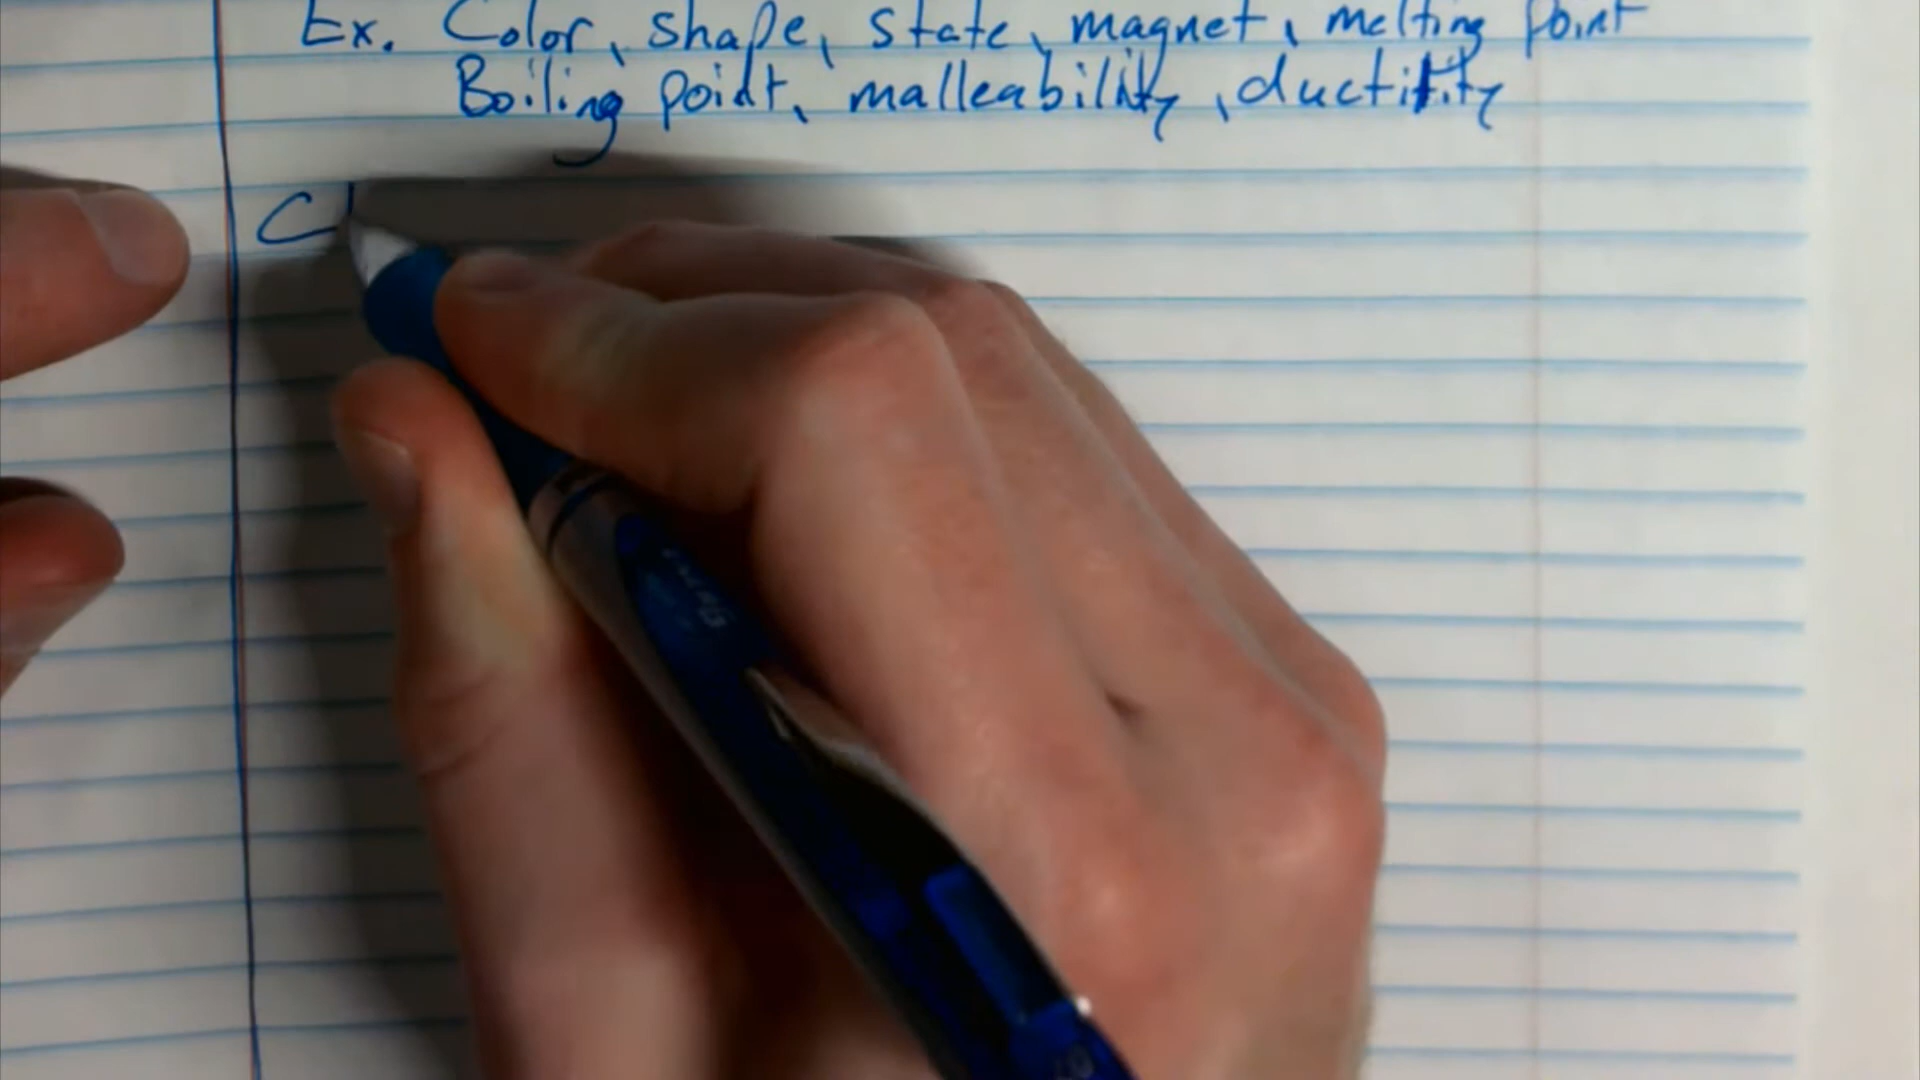 Ex. Color, shape, state, magnet, melting point
Boiling point, malleability, ductility
C